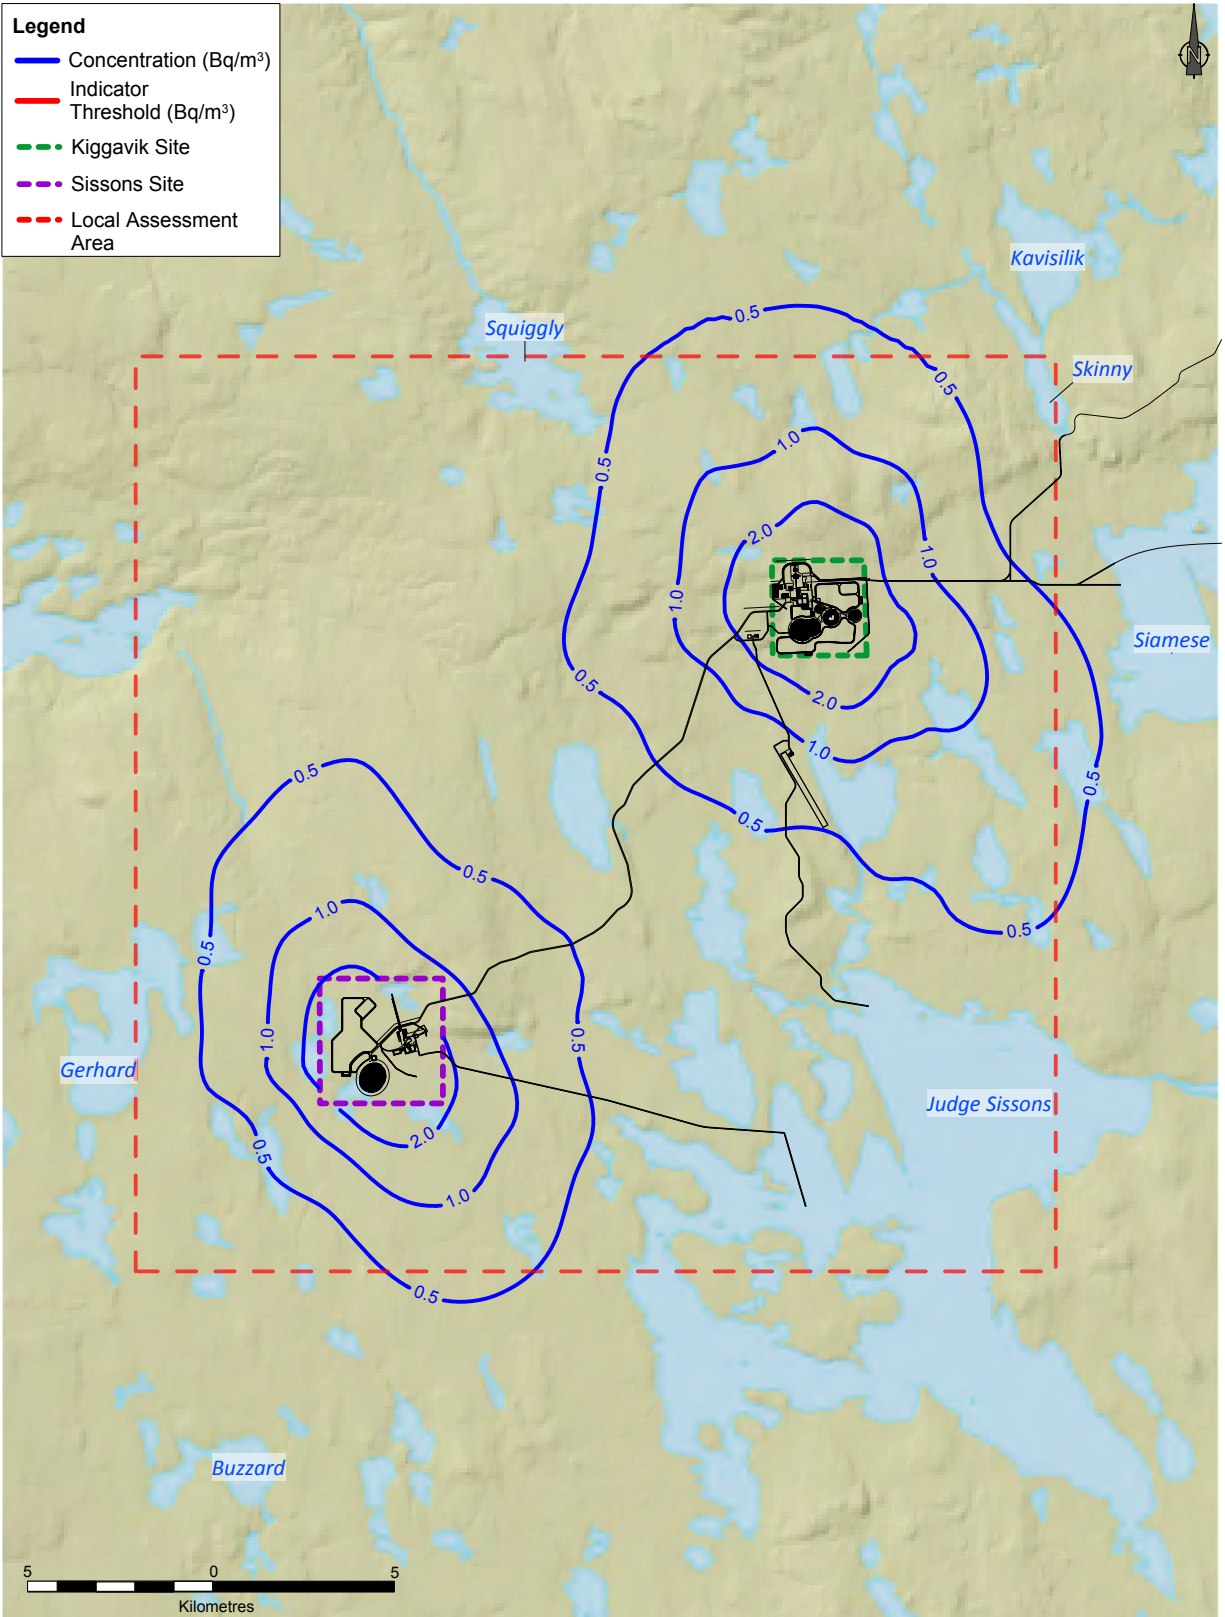 Legend
Concentration (Bq/m³)
Indicator
Threshold (Bq/m³)
Kiggavik Site
Sissons Site
Local Assessment
Area
Kavisilik
Squiggly
Skinny
Siamese
Gerhard
Judge Sissons
Buzzard
0.5
0.5
0.5
1.0
2.0
1.0
1.0
0.5
2.0
1.0
0.5
0.5
0.5
0.5
0.5
1.0
0.5
1.0
0.5
2.0
0.5
1.0
0.5
5 0 5
Kilometres